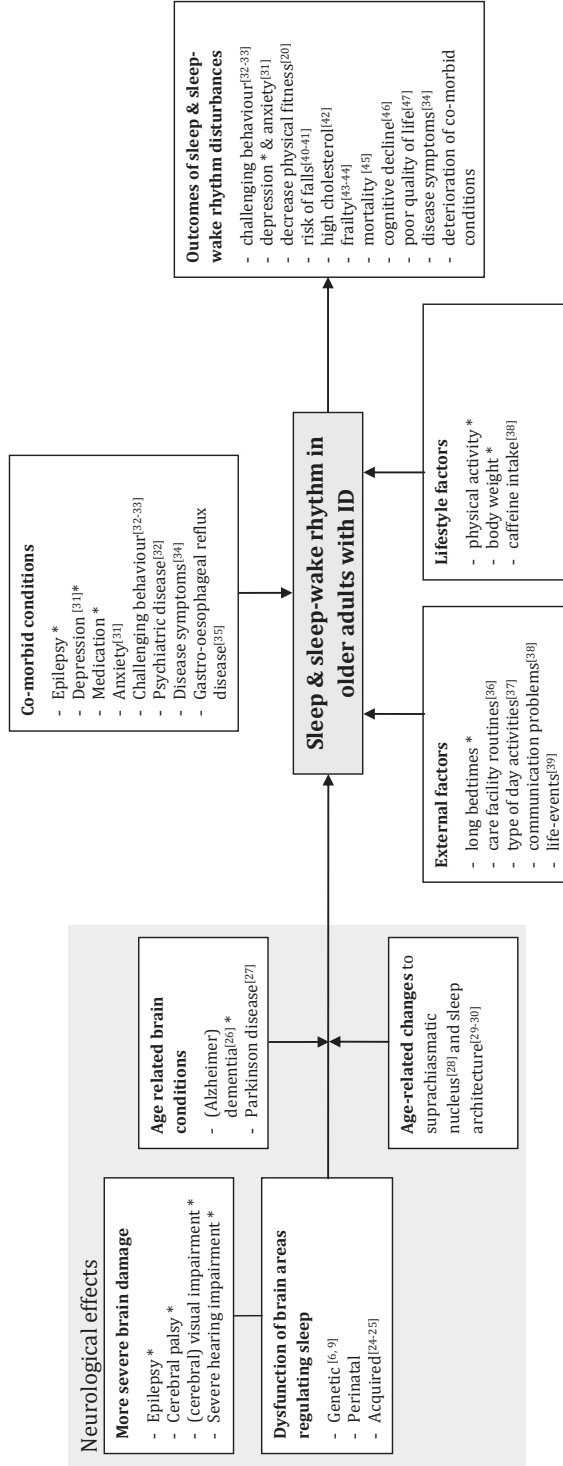 Neurological effects
More severe brain damage
- Epilepsy *
- Cerebral palsy *
- (cerebral) visual impairment *
- Severe hearing impairment *
Dysfunction of brain areas
regulating sleep
- Genetic [6, 9]
- Perinatal
- Acquired[24-25]
Age related brain
conditions
- (Alzheimer)
dementia[26] *
- Parkinson disease[27]
Age-related changes to
suprachiasmatic
nucleus[28] and sleep
architecture[29-30]
Co-morbid conditions
- Epilepsy *
- Depression [31]*
- Medication *
- Anxiety[31]
- Challenging behaviour[32-33]
- Psychiatric disease[32]
- Disease symptoms[34]
- Gastro-oesophageal reflux
disease[35]
Sleep & sleep-wake rhythm in
older adults with ID
External factors
- long bedtimes *
- care facility routines[36]
- type of day activities[37]
- communication problems[38]
- life-events[39]
Lifestyle factors
- physical activity *
- body weight *
- caffeine intake[38]
Outcomes of sleep & sleep-
wake rhythm disturbances
- challenging behaviour[32-33]
- depression * & anxiety[31]
- decrease physical fitness[20]
- risk of falls[40-41]
- high cholesterol[42]
- frailty[43-44]
- mortality [45]
- cognitive decline[46]
- poor quality of life[47]
- disease symptoms[34]
- deterioration of co-morbid
conditions